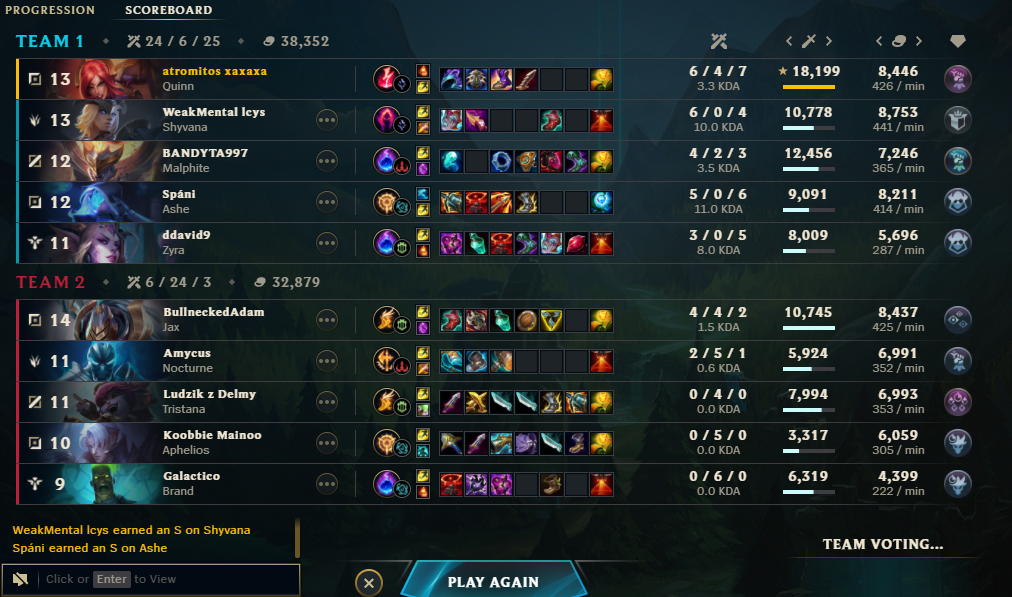 PROGRESSION SCOREBOARD
TEAM 1 24 / 6 / 25 38,352
13 atromitos xaxaxa 6 / 4 / 7 18,199 8,446
Quinn 3.3 KDA 426 / min
13 WeakMental lcys 6 / 0 / 4 10,778 8,753
Shyvana 10.0 KDA 441 / min
12 BANDYTA997 4 / 2 / 3 12,456 7,246
Malphite 3.5 KDA 365 / min
12 Spáni 5 / 0 / 6 9,091 8,211
Ashe 11.0 KDA 414 / min
11 ddavid9 3 / 0 / 5 8,009 5,696
Zyra 8.0 KDA 287 / min
TEAM 2 6 / 24 / 3 32,879
14 BullneckedAdam 4 / 4 / 2 10,745 8,437
Jax 1.5 KDA 425 / min
11 Amycus 2 / 5 / 1 5,924 6,991
Nocturne 0.6 KDA 352 / min
11 Ludzik z Delmy 0 / 4 / 0 7,994 6,993
Tristana 0.0 KDA 353 / min
10 Koobbie Mainoo 0 / 5 / 0 3,317 6,059
Aphelios 0.0 KDA 305 / min
9 Galactico 0 / 6 / 0 6,319 4,399
Brand 0.0 KDA 222 / min
WeakMental lcys earned an S on Shyvana
Spáni earned an S on Ashe
TEAM VOTING...
Click or Enter to View
PLAY AGAIN